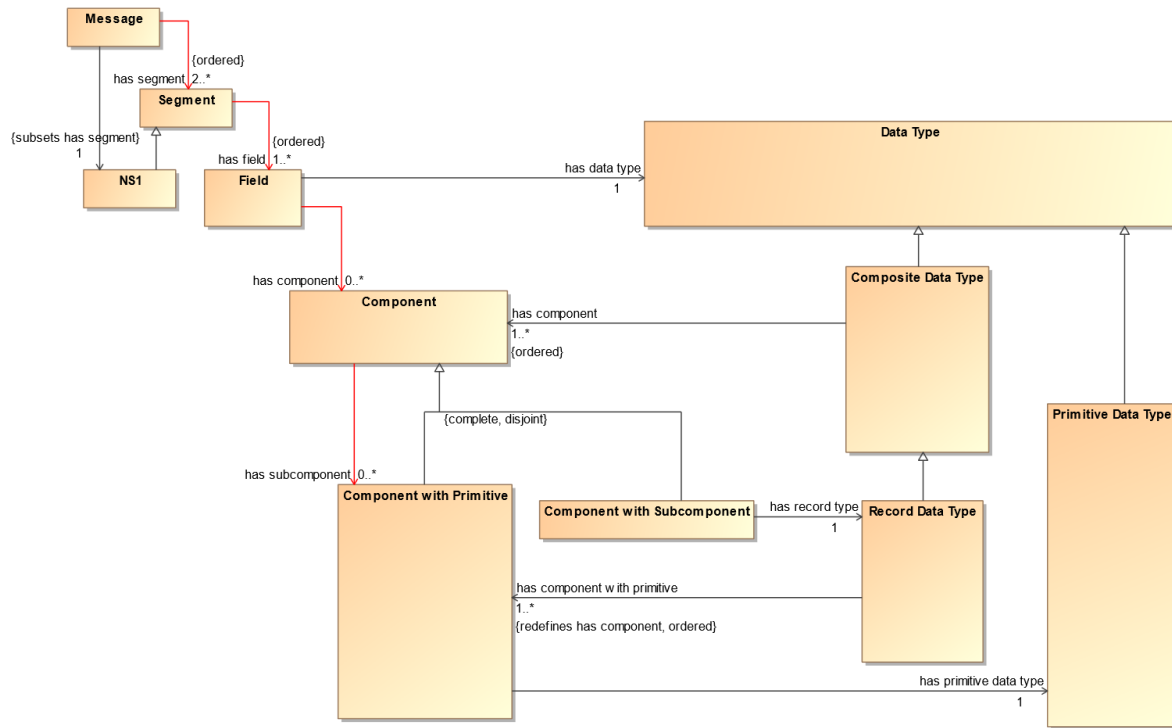 Message
{ordered}
has segment 2..*
Segment
{subsets has segment}
1
{ordered}
has field 1..*
NS1
Field
has data type
1
Data Type
has component 0..*
Component
has component
1..*
{ordered}
Composite Data Type
{complete, disjoint}
Primitive Data Type
has subcomponent 0..*
Component with Primitive
Component with Subcomponent
has record type
1
Record Data Type
has component with primitive
1..*
{redefines has component, ordered}
has primitive data type
1